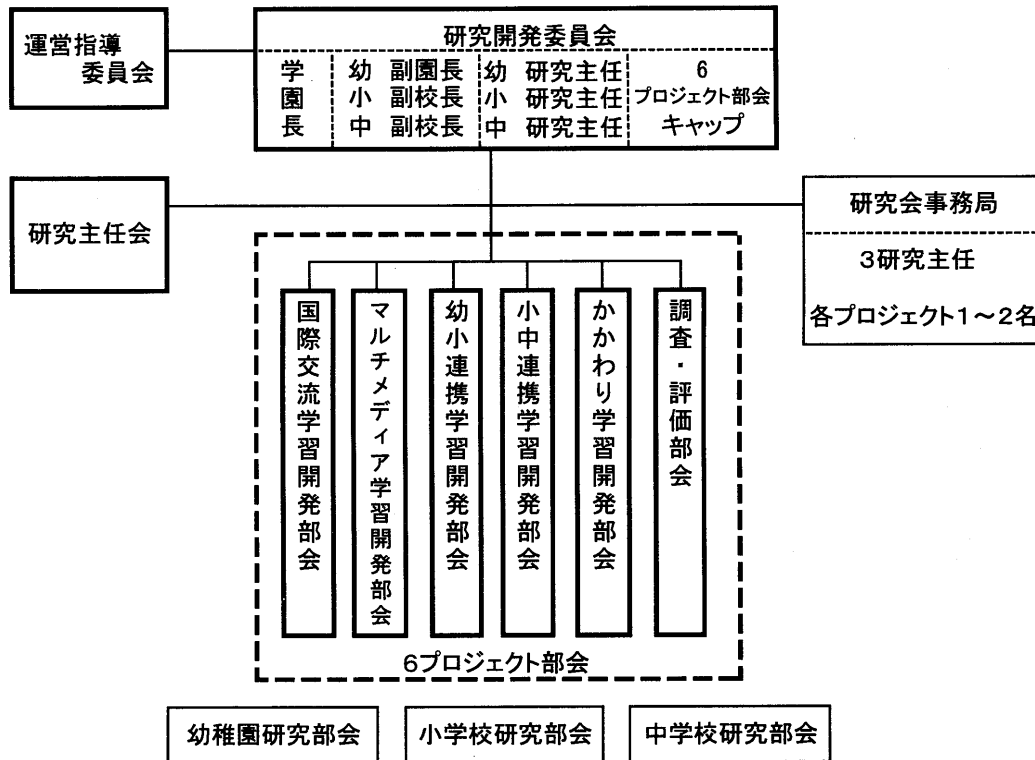 運営指導
委員会
研究開発委員会
学園長
幼 副園長
小 副校長
中 副校長
幼 研究主任
小 研究主任
中 研究主任
6
プロジェクト部会
キャップ
研究主任会
研究会事務局
3研究主任
各プロジェクト1~2名
国際交流学習開発部会
マルチメディア学習開発部会
幼小連携学習開発部会
小中連携学習開発部会
かかわり学習開発部会
調査・評価部会
6プロジェクト部会
幼稚園研究部会
小学校研究部会
中学校研究部会